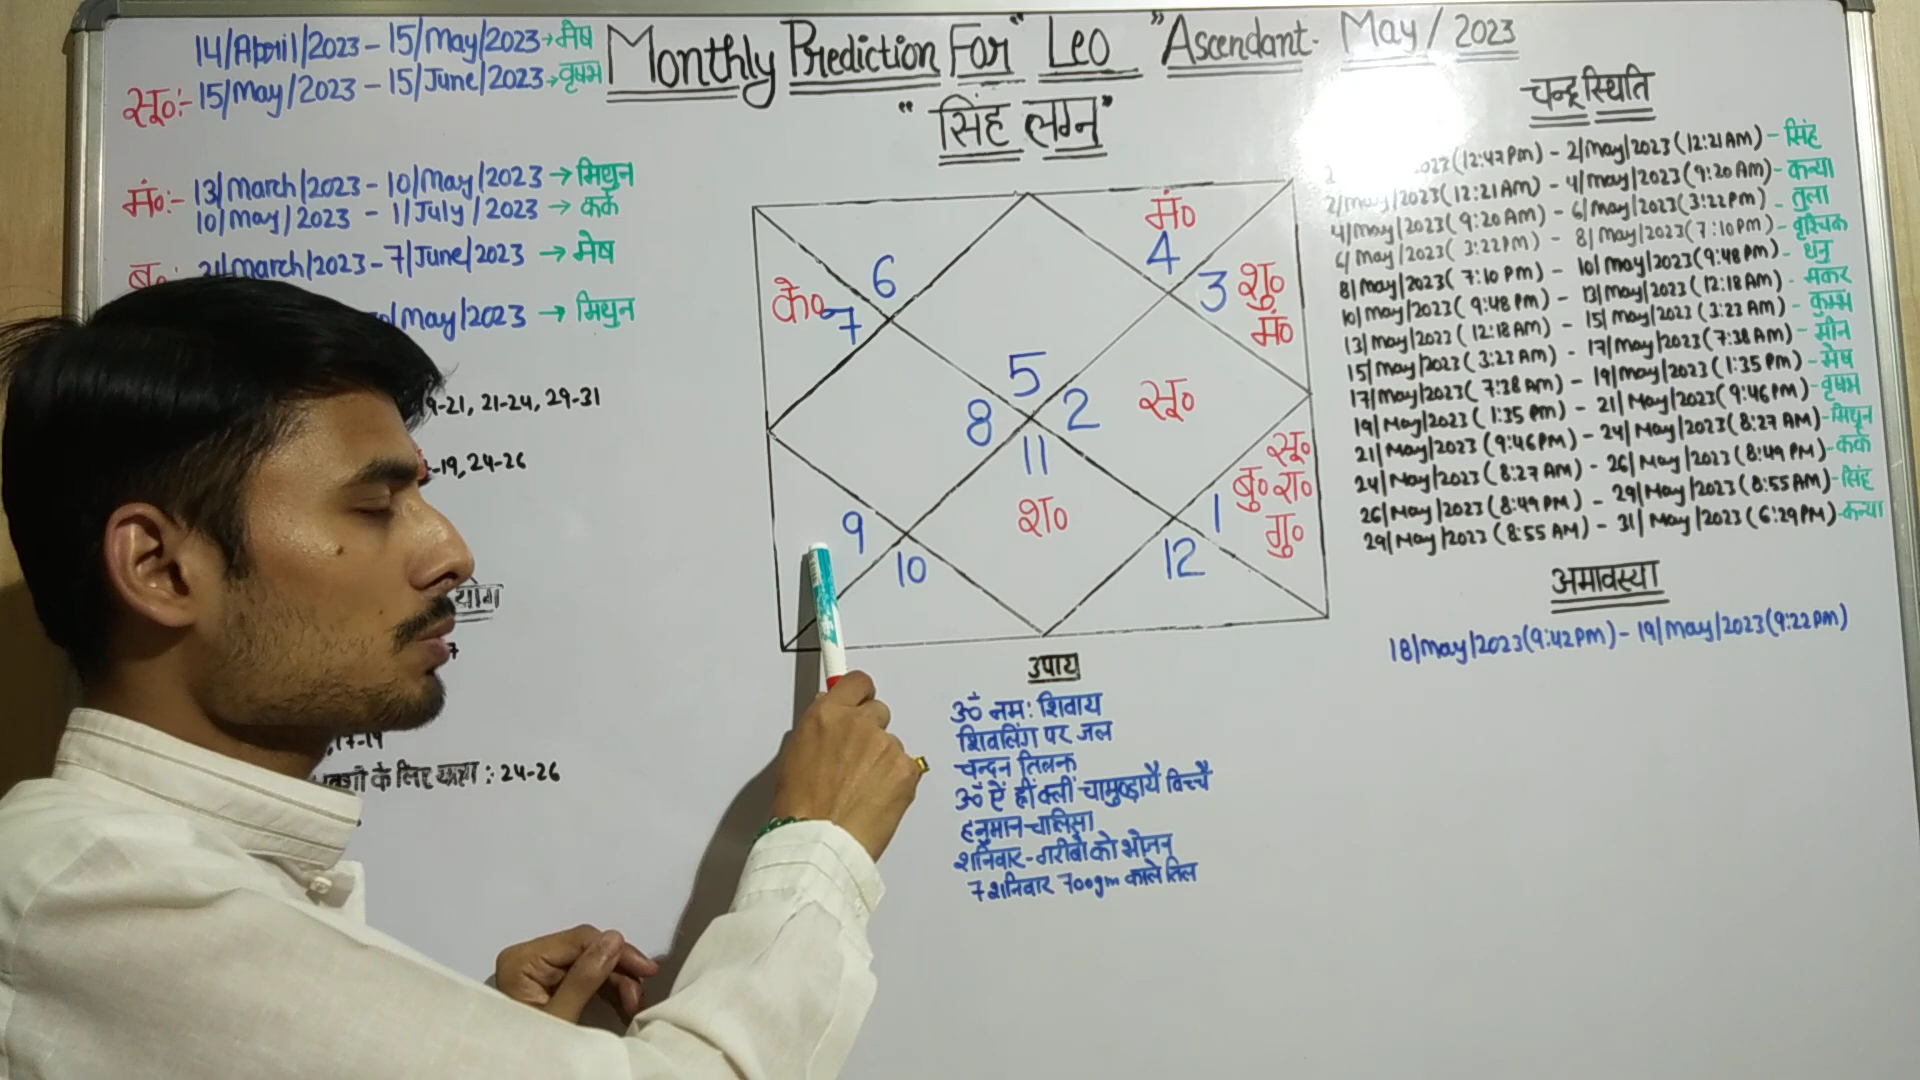 14/April/2023 - 15/May/2023 → मेष
सू०:- 15/May/2023 - 15/June/2023 → वृषभ
मं०:- 13/March/2023 - 10/May/2023 → मिथुन
10/May/2023 - 1/July/2023 → कर्क
बु०: 31/March/2023 - 7/June/2023 → मेष
/May/2023 → मिथुन
9-21, 21-24, 29-31
-19, 24-26
योग
7
,17-19
के लिए यात्रा : 24-26
Monthly Prediction For "Leo" Ascendant. May/2023
"सिंह लग्न"
मं०
4
6
के०
7
3
शु०
मं०
5
8
2
सू०
11
श०
सू०
बु० रा०
गु०
1
9
10
12
उपाय
ॐ नमः शिवाय
शिवलिंग पर जल
चन्दन तिलक
ॐ ऐं ह्रीं क्लीं चामुण्डायै विच्चै
हनुमान चालिसा
शनिवार - गरीबो को भोजन
7 शनिवार 700gm काले तिल
चन्द्र स्थिति
2 023 (12:47 Pm) - 2/May/2023 (12:21 AM) - सिंह
2/May/2023 (12:21 AM) - 4/May/2023 (9:20 AM) - कन्या
4/May/2023 (9:20 AM) - 6/May/2023 (3:22 PM) - तुला
6/May/2023 (3:22 PM) - 8/May/2023 (7:10 PM) - वृश्चिक
8/May/2023 (7:10 PM) - 10/May/2023 (9:48 PM) - धनु
10/May/2023 (9:48 PM) - 13/May/2023 (12:18 AM) - मकर
13/May/2023 (12:18 AM) - 15/May/2023 (3:23 AM) - कुम्भ
15/May/2023 (3:23 AM) - 17/May/2023 (7:38 AM) - मीन
17/May/2023 (7:38 AM) - 19/May/2023 (1:35 PM) - मेष
19/May/2023 (1:35 PM) - 21/May/2023 (9:46 PM) - वृषभ
21/May/2023 (9:46 PM) - 24/May/2023 (8:27 AM) - मिथुन
24/May/2023 (8:27 AM) - 26/May/2023 (8:49 PM) - कर्क
26/May/2023 (8:49 PM) - 29/May/2023 (8:55 AM) - सिंह
29/May/2023 (8:55 AM) - 31/May/2023 (6:29 PM) - कन्या
अमावस्या
18/May/2023 (9:42 PM) - 19/May/2023 (9:22 PM)